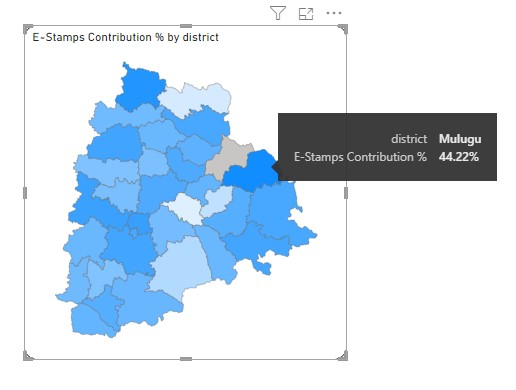 E-Stamps Contribution % by district
district Mulugu
E-Stamps Contribution % 44.22%